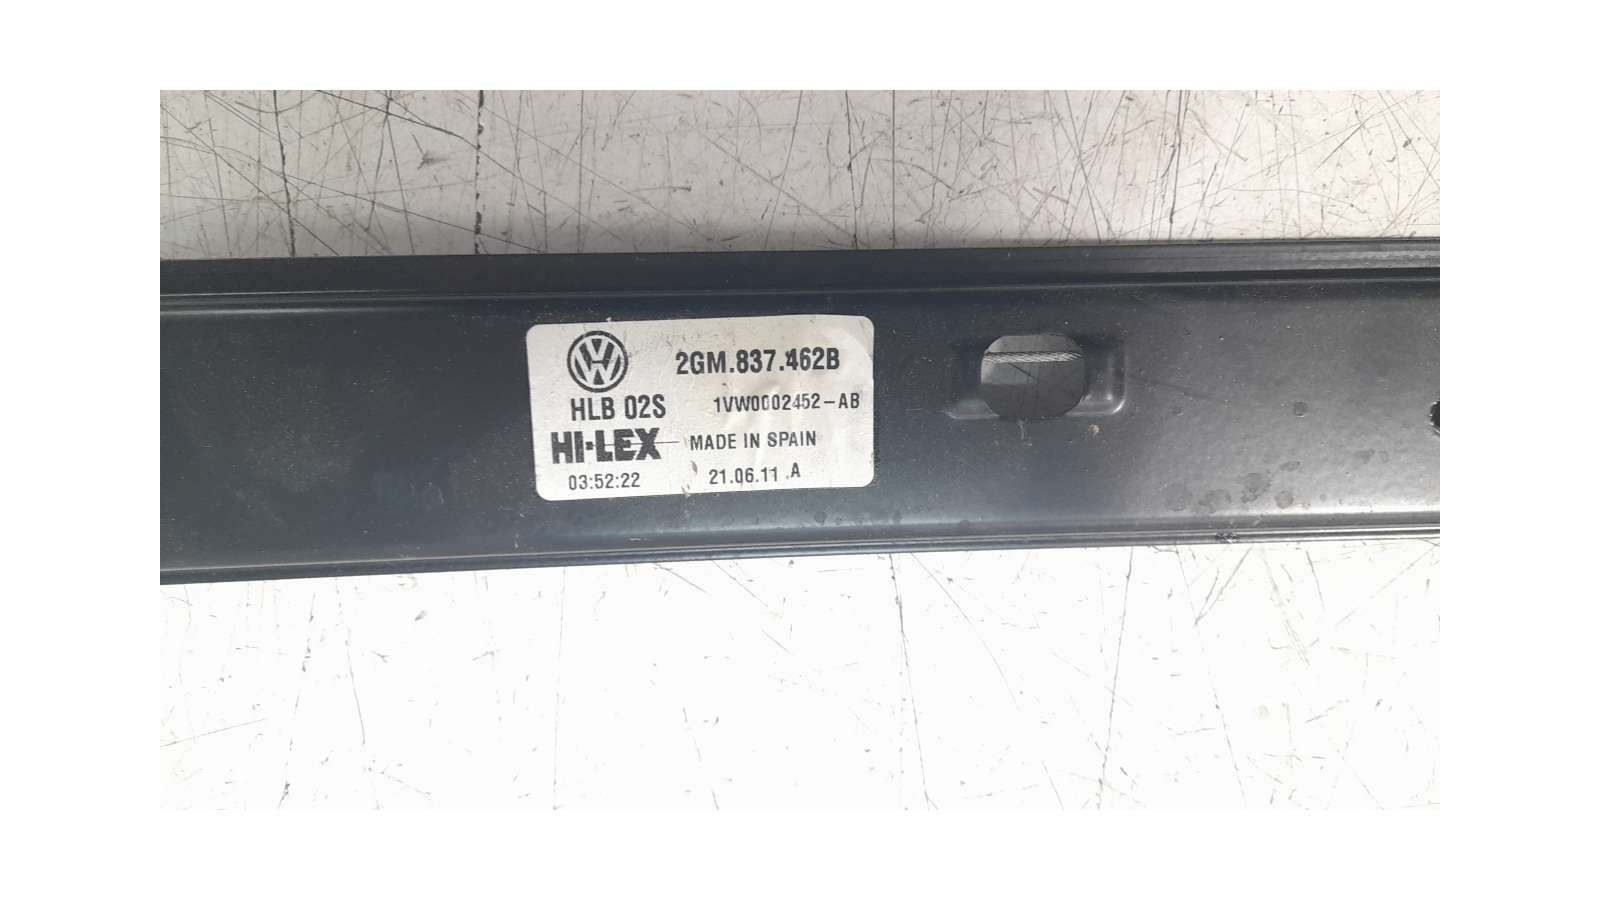 2GM.837.462B
HLB 02S 1VW0002452-AB
HI-LEX MADE IN SPAIN
03:52:22 21.06.11 .A